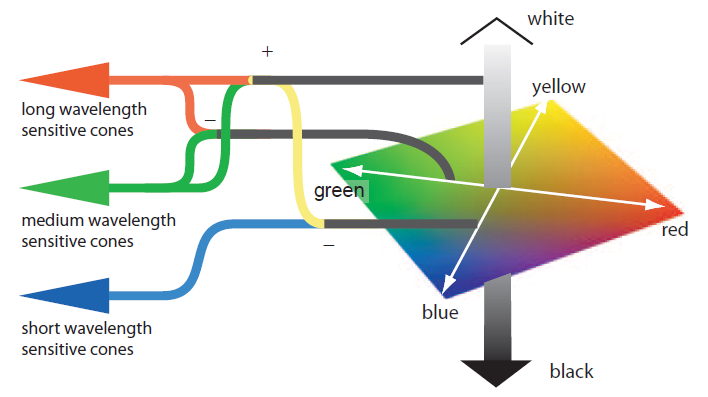 white
+
yellow
long wavelength
sensitive cones
−
green
medium wavelength
sensitive cones
red
−
blue
short wavelength
sensitive cones
black